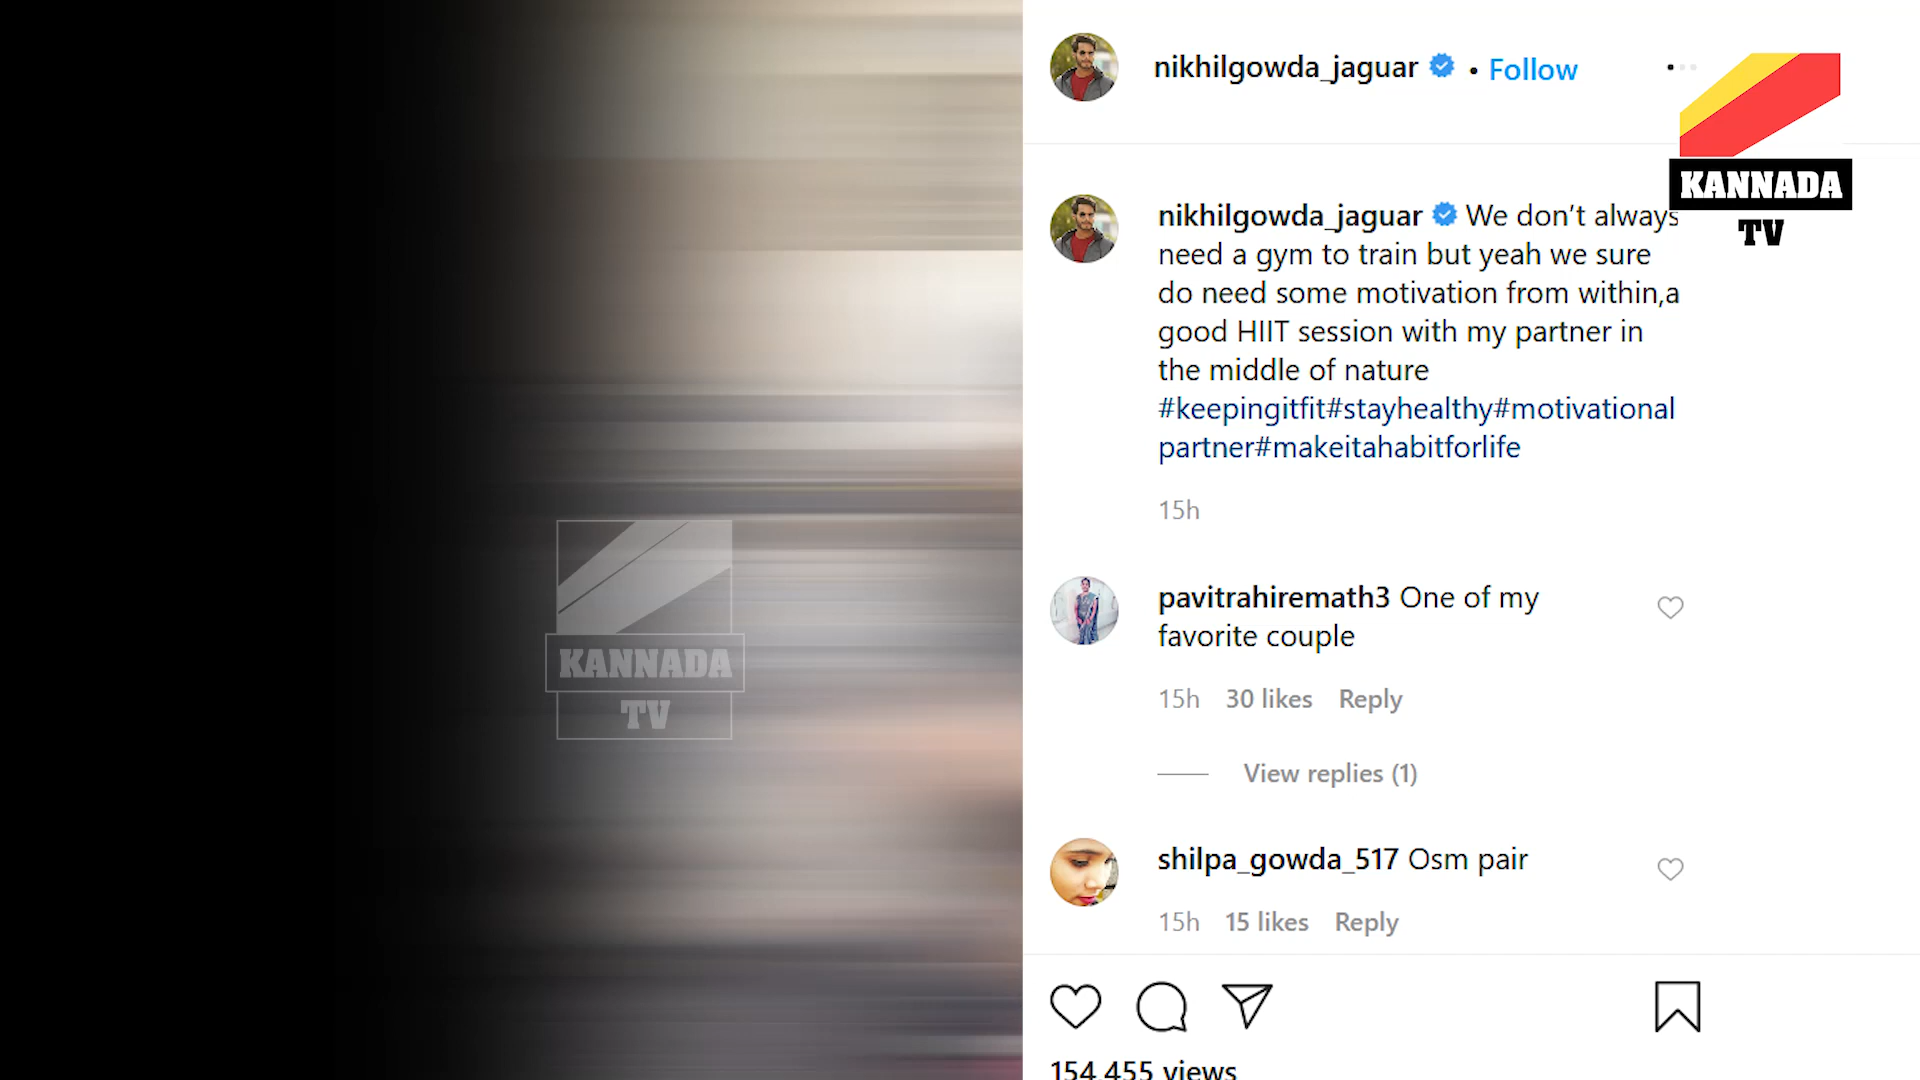 nikhilgowda_jaguar • Follow
KANNADA
TV
nikhilgowda_jaguar We don’t always
need a gym to train but yeah we sure
do need some motivation from within,a
good HIIT session with my partner in
the middle of nature
#keepingitfit#stayhealthy#motivational
partner#makeitahabitforlife
15h
pavitrahiremath3 One of my
favorite couple
15h 30 likes Reply
View replies (1)
shilpa_gowda_517 Osm pair
15h 15 likes Reply
154,455 views
KANNADA
TV